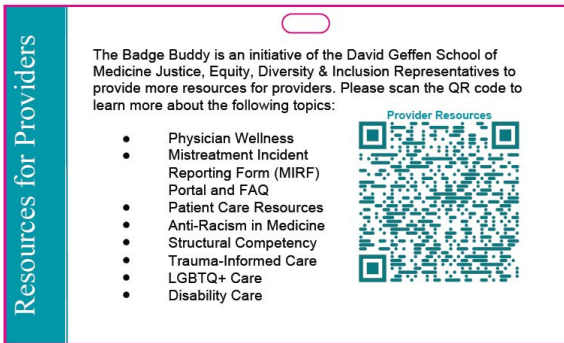 Resources for Providers
The Badge Buddy is an initiative of the David Geffen School of
Medicine Justice, Equity, Diversity & Inclusion Representatives to
provide more resources for providers. Please scan the QR code to
learn more about the following topics:
Provider Resources
● Physician Wellness
● Mistreatment Incident
Reporting Form (MIRF)
Portal and FAQ
● Patient Care Resources
● Anti-Racism in Medicine
● Structural Competency
● Trauma-Informed Care
● LGBTQ+ Care
● Disability Care